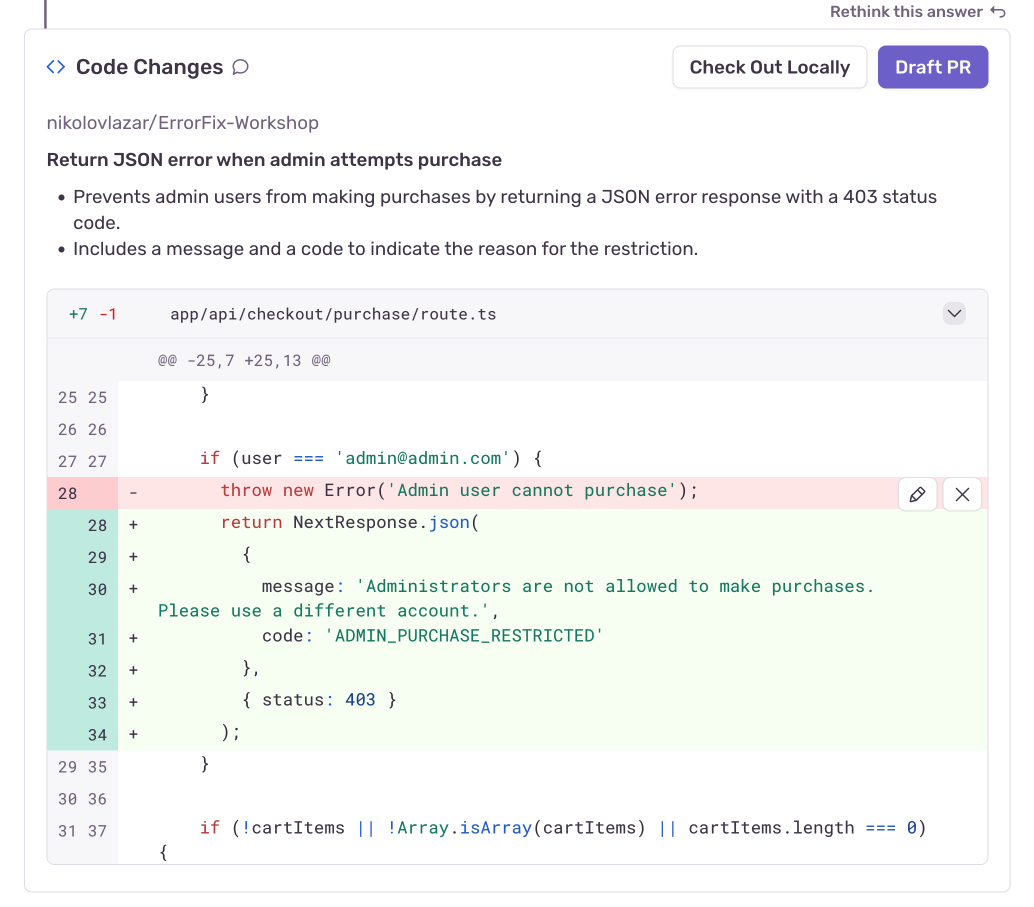 Rethink this answer
Code Changes
Check Out Locally
Draft PR
nikolovlazar/ErrorFix-Workshop
Return JSON error when admin attempts purchase
• Prevents admin users from making purchases by returning a JSON error response with a 403 status
code.
• Includes a message and a code to indicate the reason for the restriction.
+7 -1 app/api/checkout/purchase/route.ts
@@ -25,7 +25,13 @@
25 25 }
26 26
27 27 if (user === 'admin@admin.com') {
28 - throw new Error('Admin user cannot purchase');
28 + return NextResponse.json(
29 + {
30 + message: 'Administrators are not allowed to make purchases.
Please use a different account.',
31 + code: 'ADMIN_PURCHASE_RESTRICTED'
32 + },
33 + { status: 403 }
34 + );
29 35 }
30 36
31 37 if (!cartItems || !Array.isArray(cartItems) || cartItems.length === 0)
{